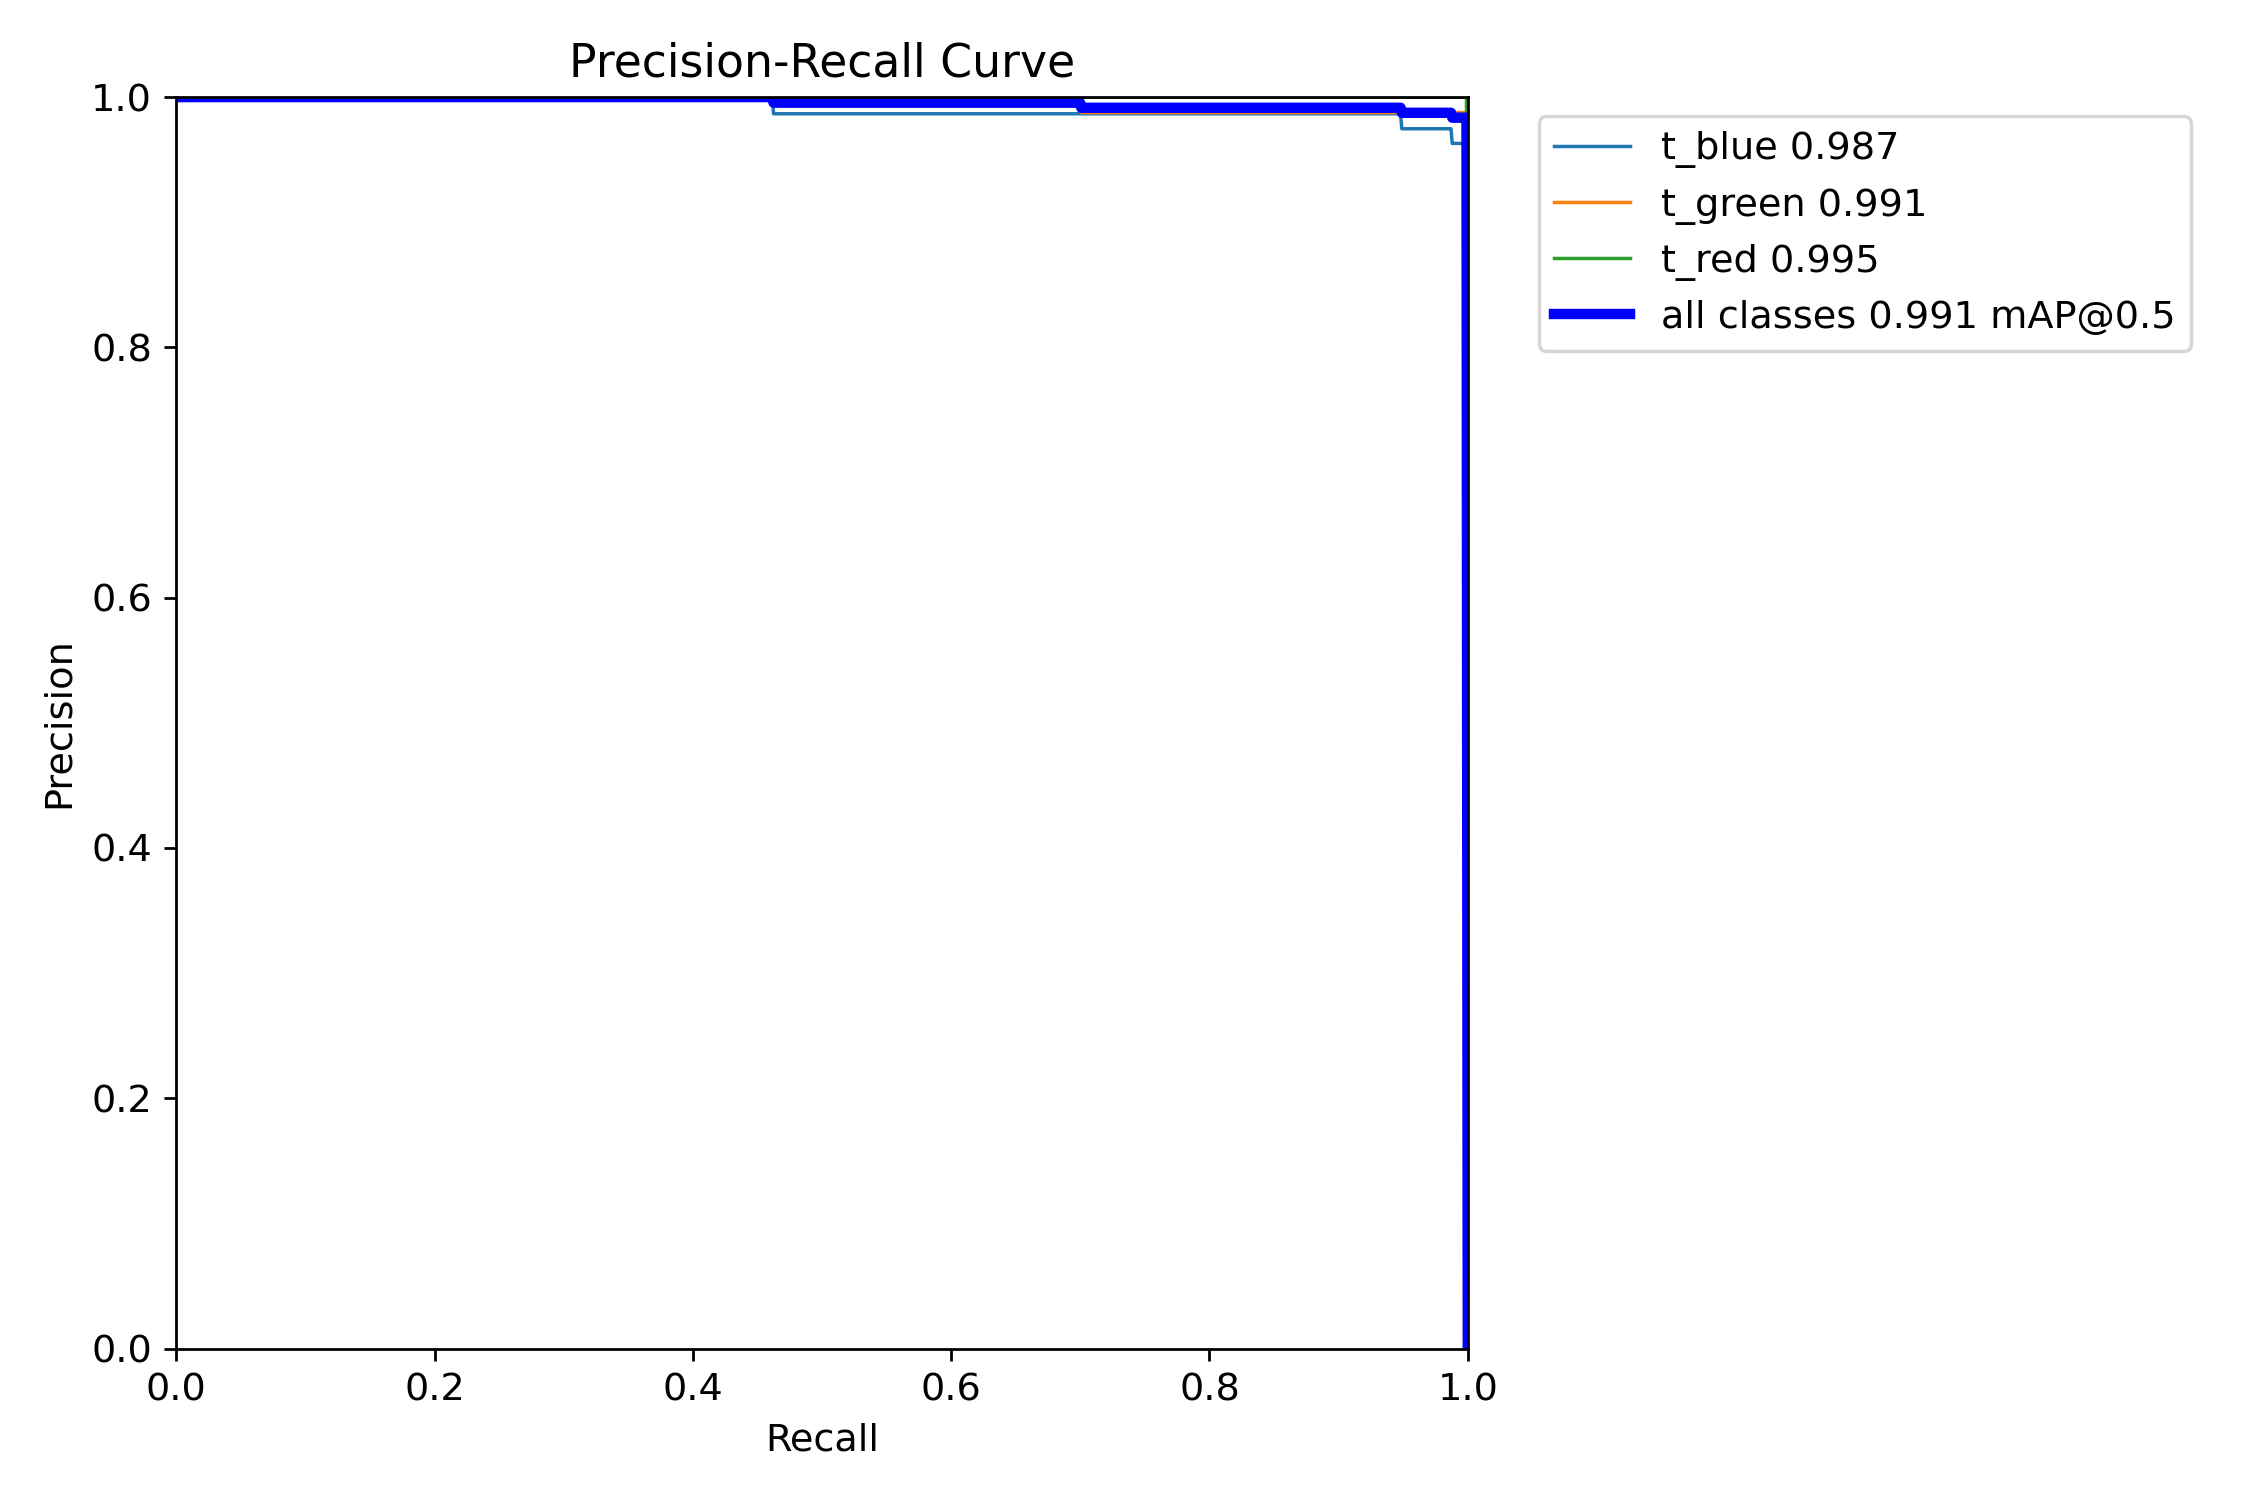 Precision-Recall Curve
1.0
0.8
0.6
0.4
0.2
0.0
Precision
0.0 0.2 0.4 0.6 0.8 1.0
Recall
t_blue 0.987
t_green 0.991
t_red 0.995
all classes 0.991 mAP@0.5